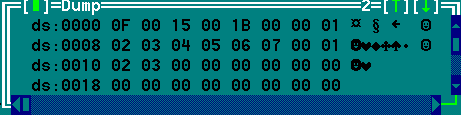 [■]=Dump 2=[↑][↓]
ds:0000 0F 00 15 00 1B 00 00 01 ¤ § ← ☺
ds:0008 02 03 04 05 06 07 00 01 ☻♥♦♣♠• ☺
ds:0010 02 03 00 00 00 00 00 00 ☻♥
ds:0018 00 00 00 00 00 00 00 00